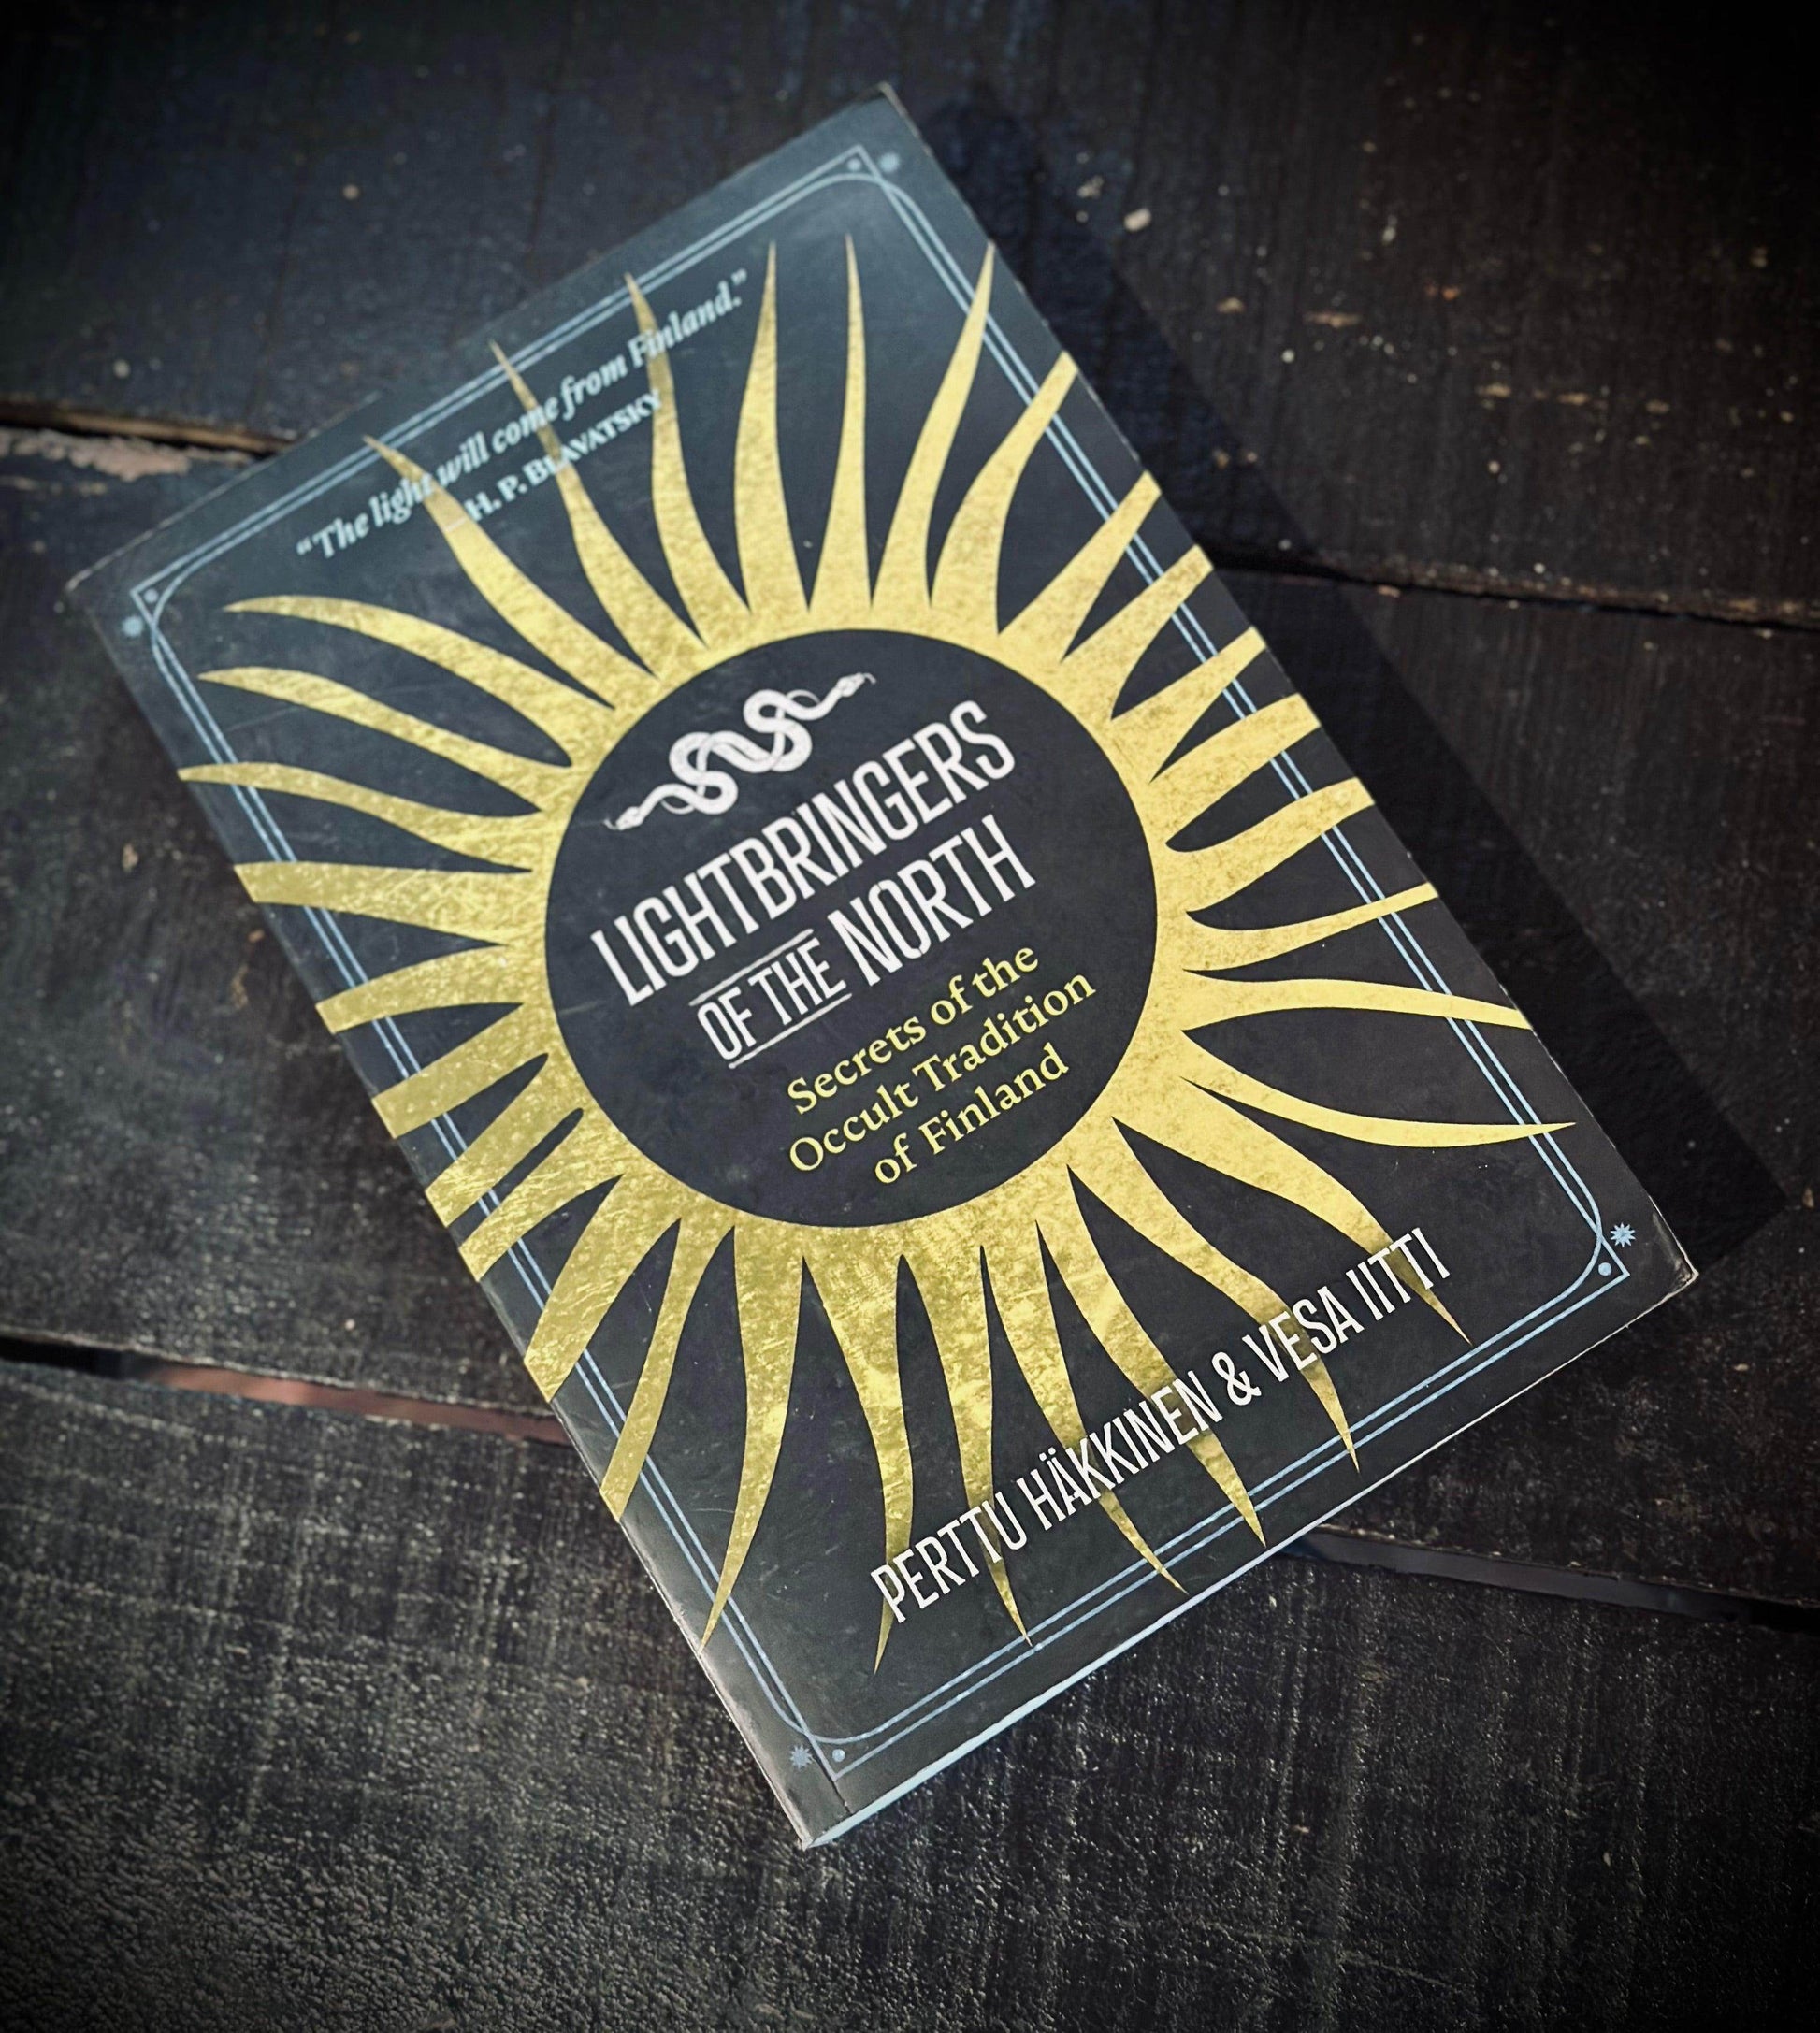 “The light will come from Finland.”
—H. P. BLAVATSKY
LIGHTBRINGERS
OF THE NORTH
Secrets of the
Occult Tradition
of Finland
PERTTU HÄKKINEN & VESA IITTI